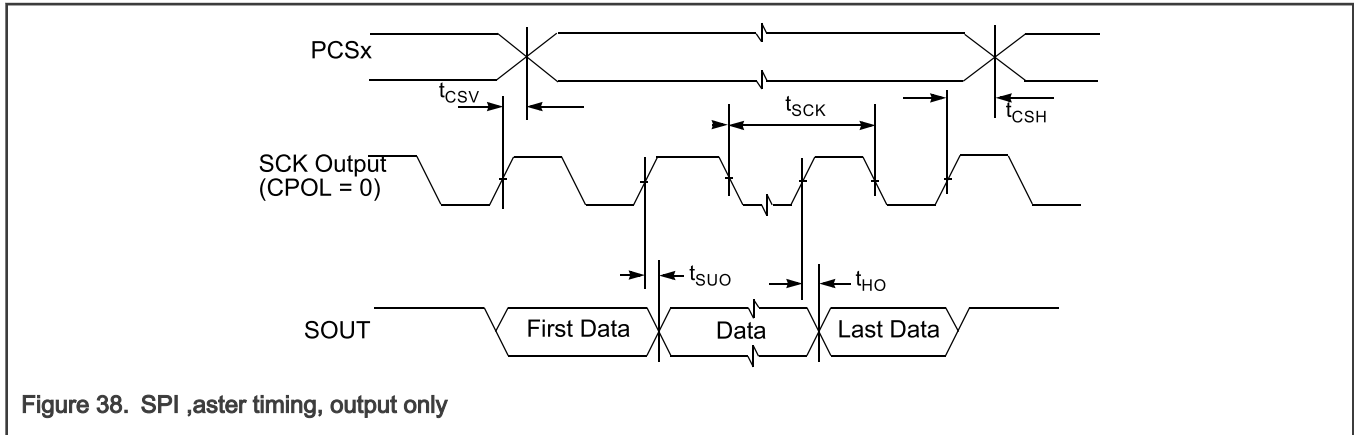 PCSx
tCSV
tSCK
tCSH
SCK Output
(CPOL = 0)
tSUO
tHO
SOUT
First Data
Data
Last Data
Figure 38. SPI ,aster timing, output only